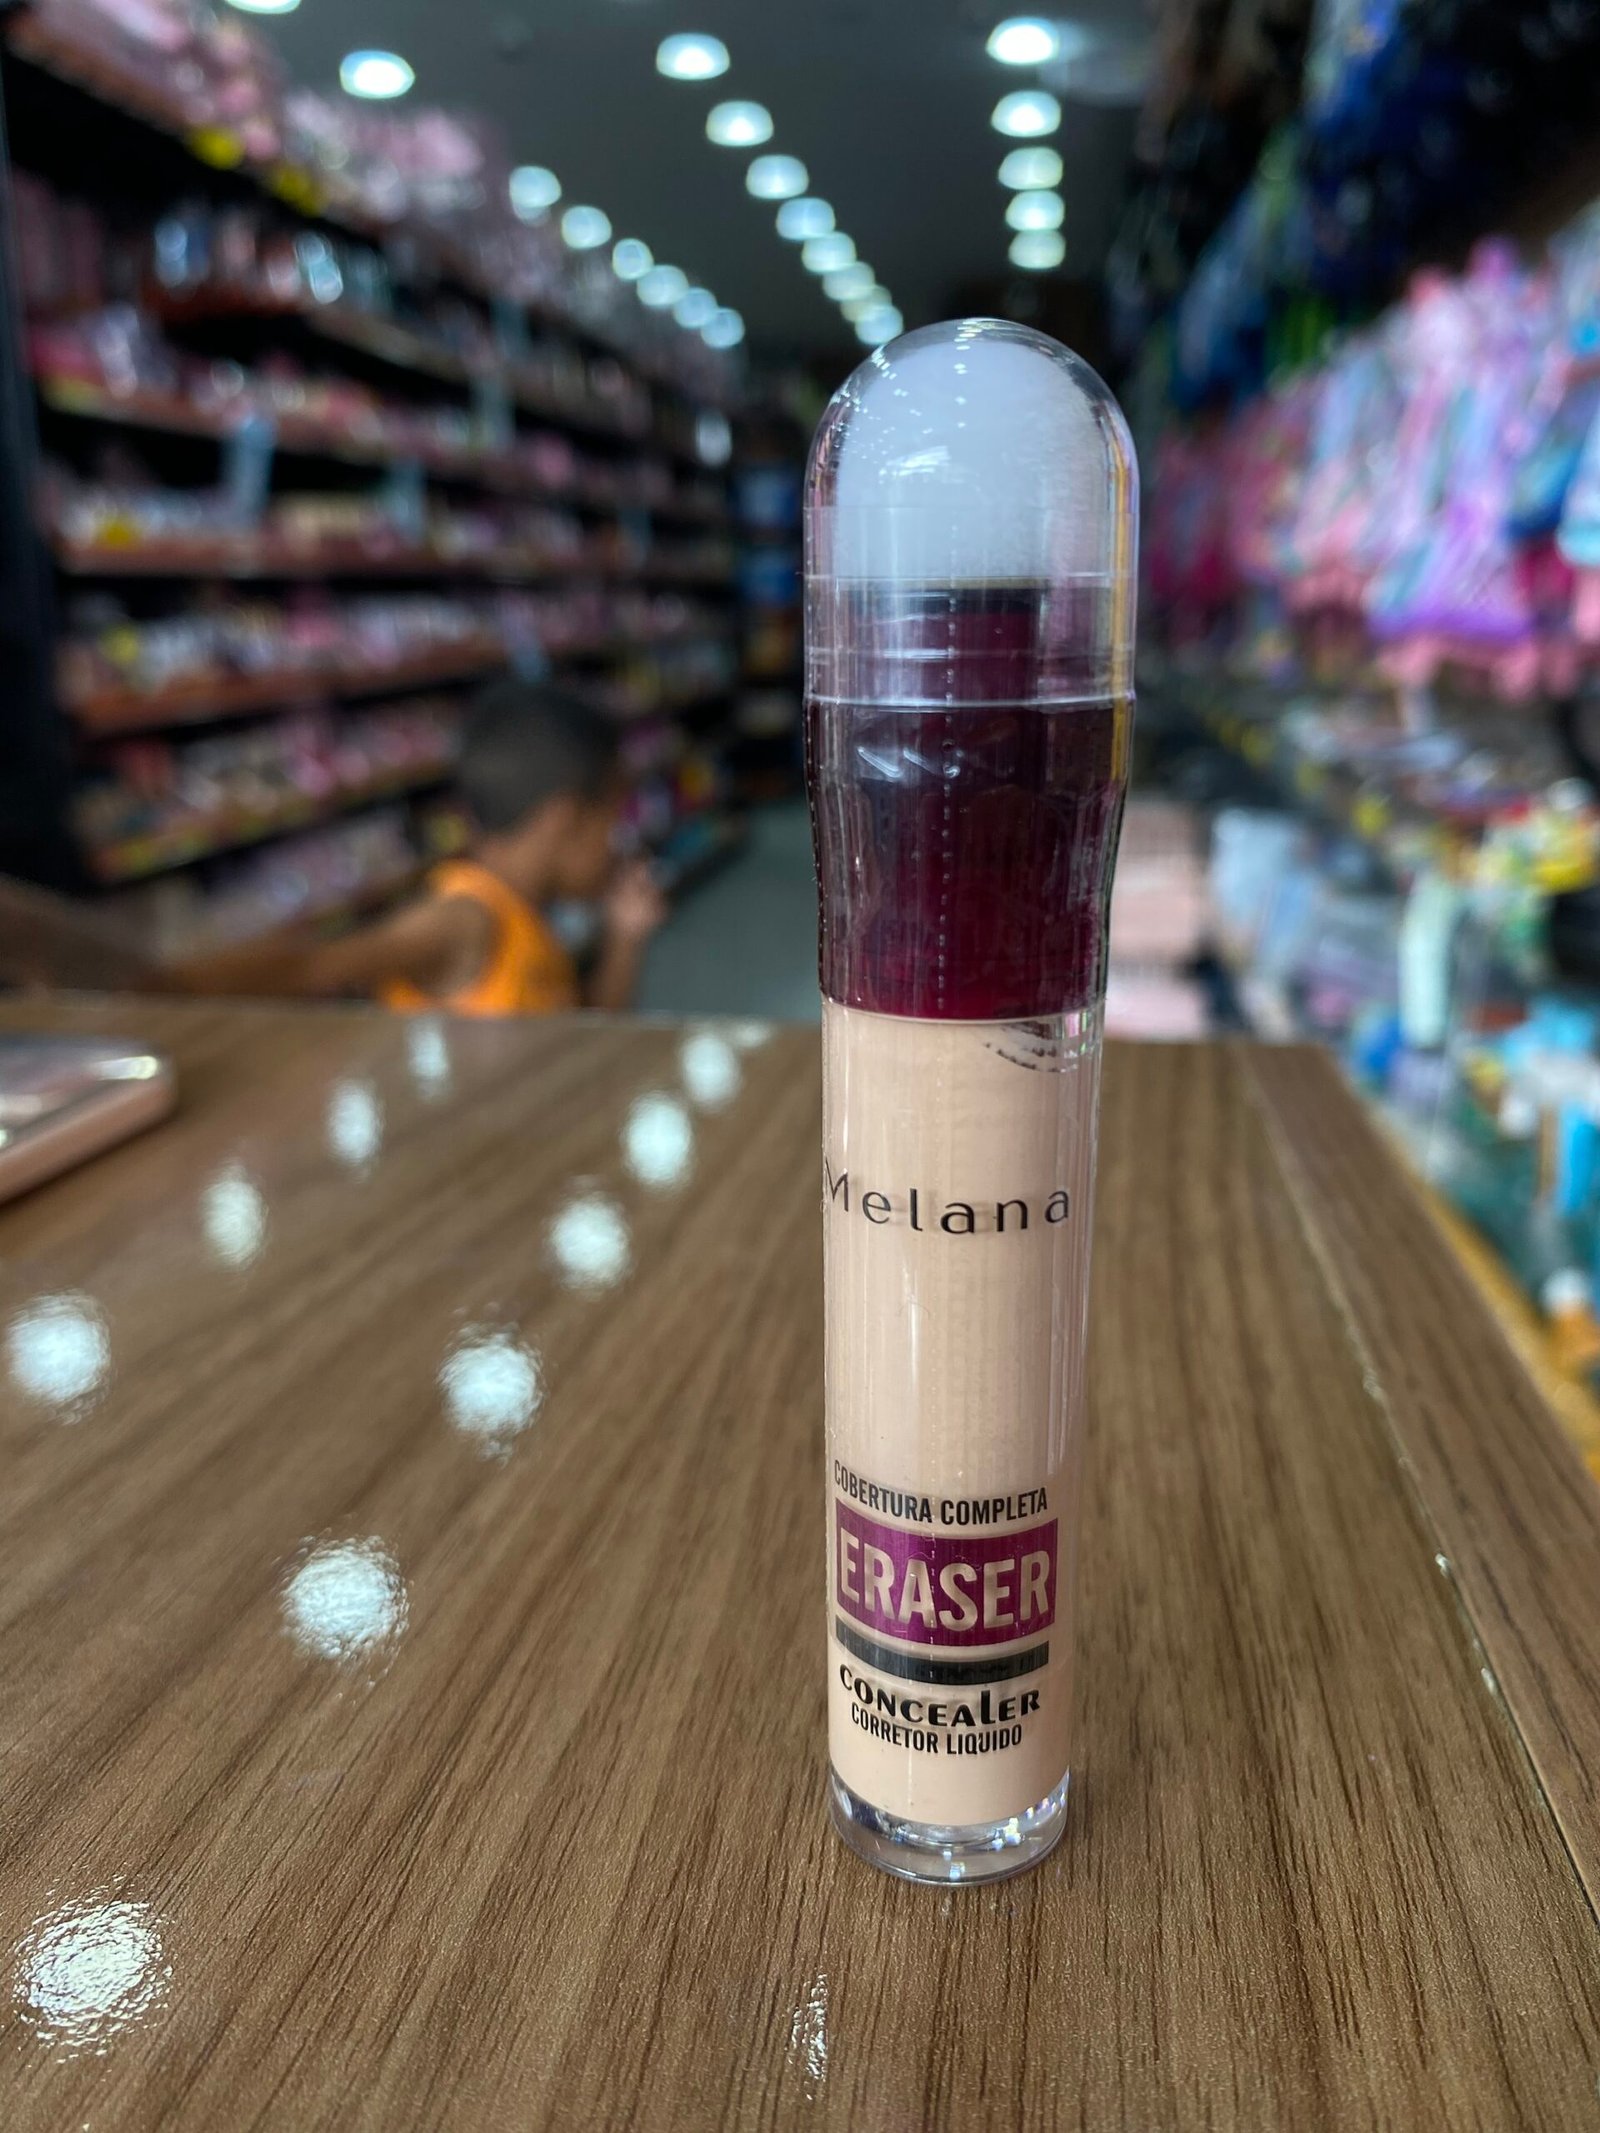 Melana
COBERTURA COMPLETA
ERASER
CONCEALER
CORRETOR LIQUIDO